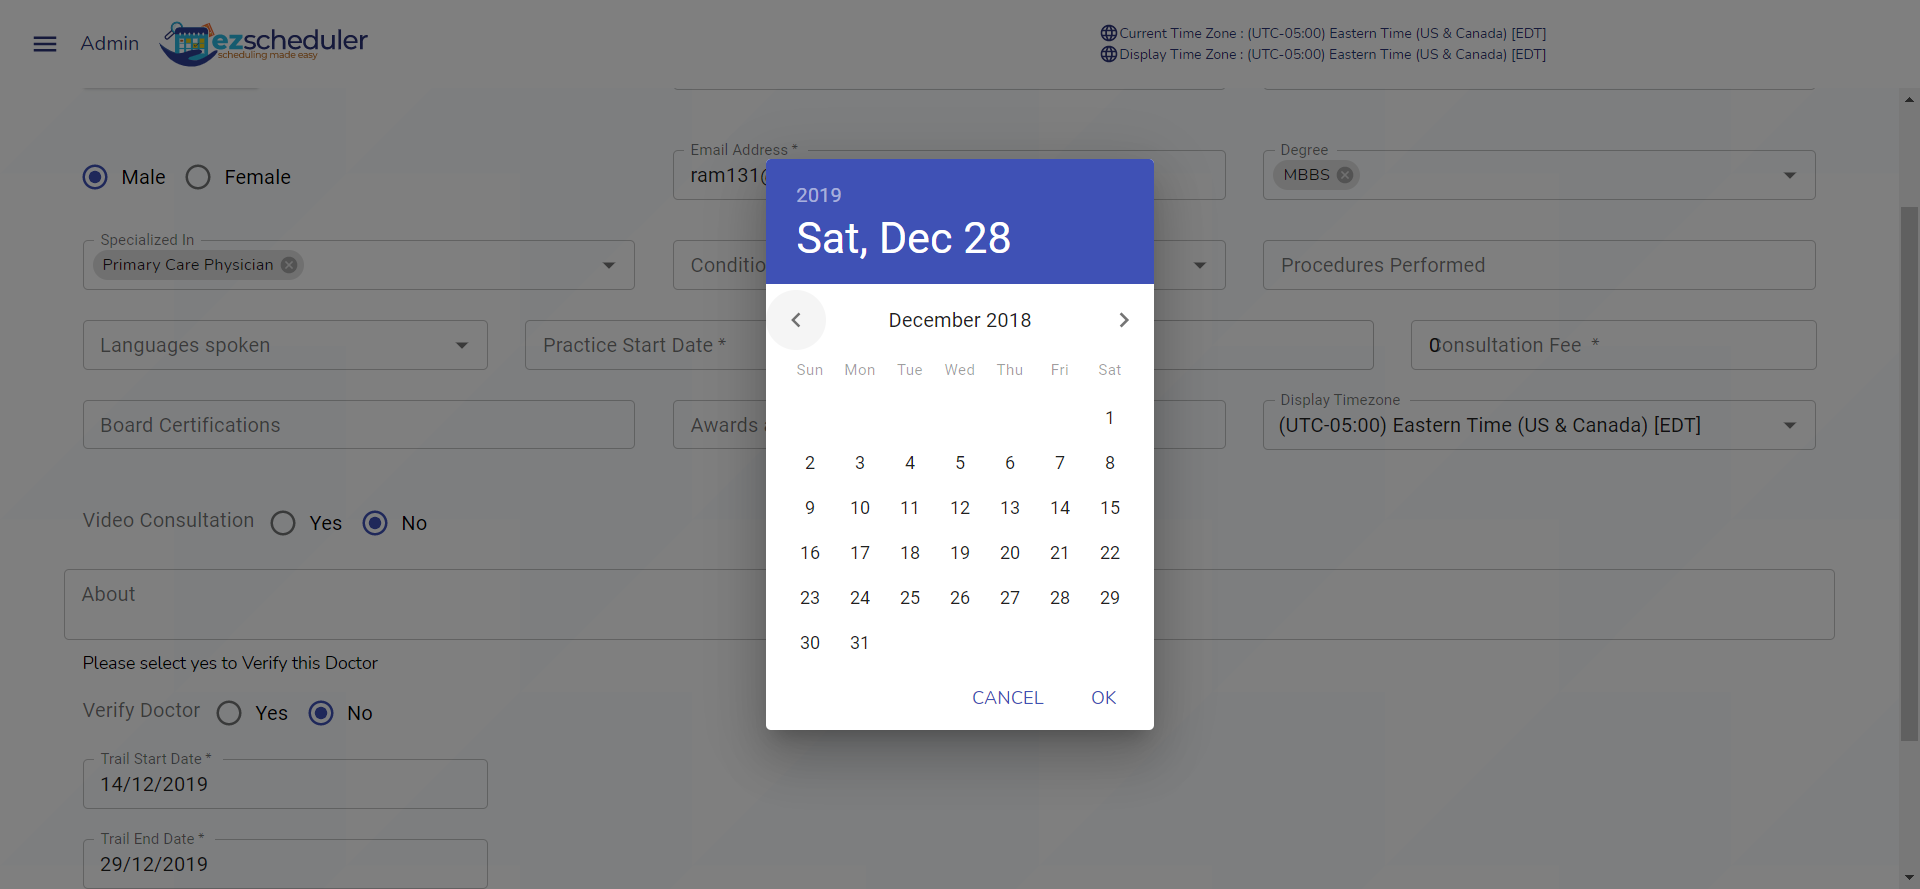 Admin
ezscheduler
scheduling made easy
Current Time Zone : (UTC-05:00) Eastern Time (US & Canada) [EDT]
Display Time Zone : (UTC-05:00) Eastern Time (US & Canada) [EDT]
Male
Female
Email Address *
ram131
Degree
MBBS
Specialized In
Primary Care Physician
Conditio
Procedures Performed
Languages spoken
Practice Start Date *
0
Consultation Fee *
Board Certifications
Awards
Display Timezone
(UTC-05:00) Eastern Time (US & Canada) [EDT]
Video Consultation Yes No
About
Please select yes to Verify this Doctor
Verify Doctor Yes No
Trail Start Date *
14/12/2019
Trail End Date *
29/12/2019
2019
Sat, Dec 28
December 2018
Sun Mon Tue Wed Thu Fri Sat
1
2 3 4 5 6 7 8
9 10 11 12 13 14 15
16 17 18 19 20 21 22
23 24 25 26 27 28 29
30 31
CANCEL OK